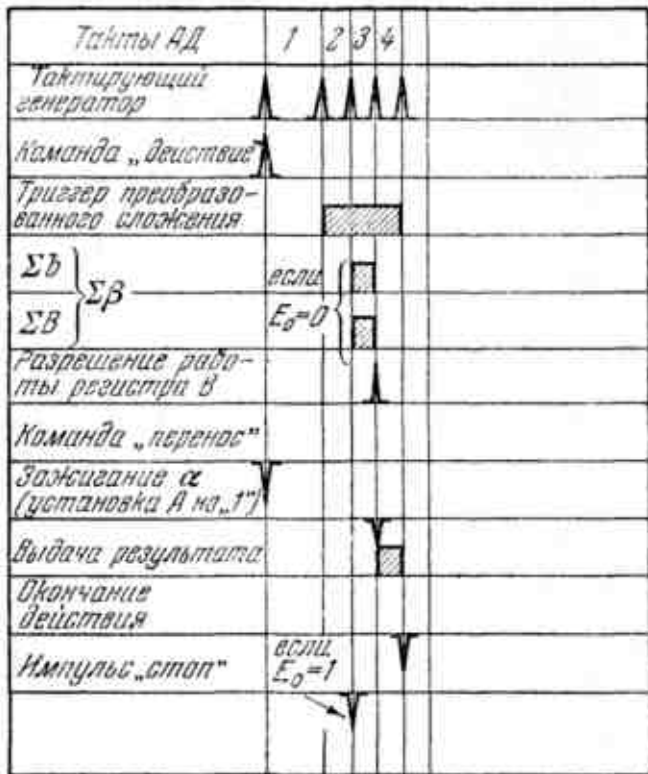 Такты АД 1 2 3 4
Тактирующий
генератор
Команда „действие"
Триггер преобразо-
ванного сложения
Σb
ΣB
Σβ
если
E₀=0
Разрешение рабо-
ты регистра В
Команда „перенос"
Зажигание α
(установка А на „1")
Выдача результата
Окончание
действия
Импульс „стоп"
если
E₀=1